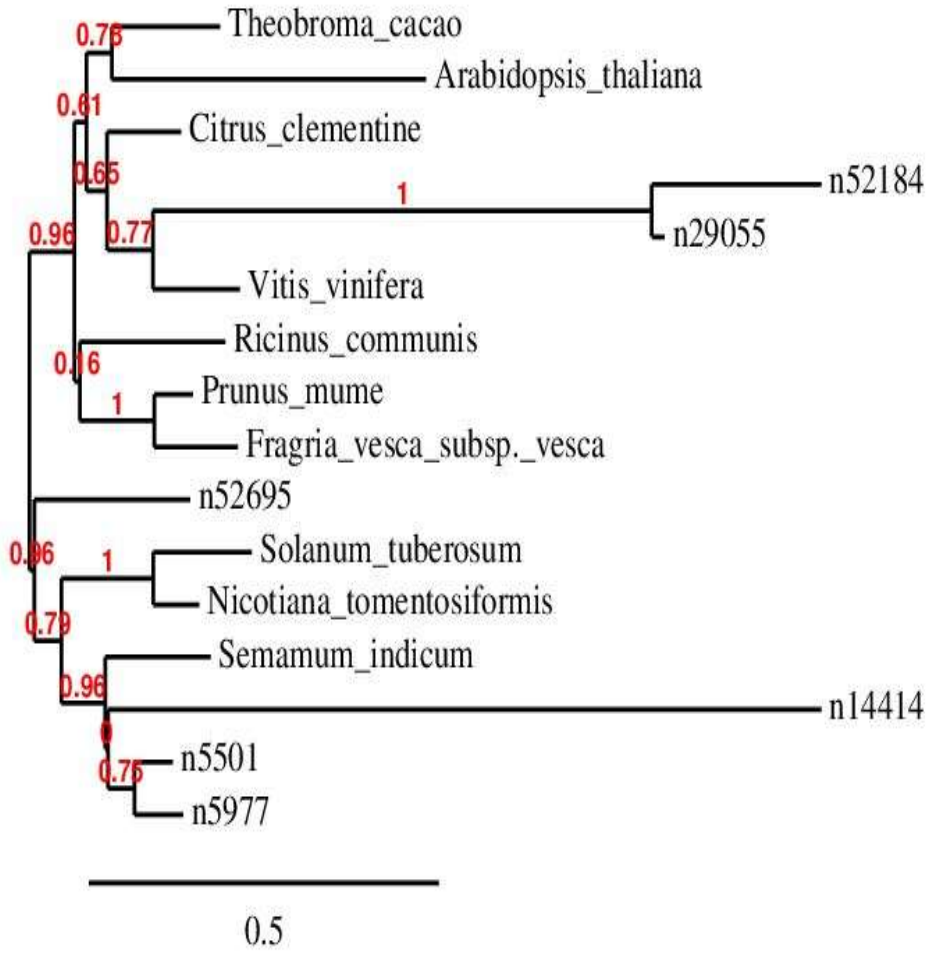 Theobroma_cacao
0.78
Arabidopsis_thaliana
0.61
Citrus_clementine
0.65
n52184
1
n29055
0.96
0.77
Vitis_vinifera
Ricinus_communis
0.16
Prunus_mume
1
Fragria_vesca_subsp._vesca
n52695
0.96
1
Solanum_tuberosum
Nicotiana_tomentosiformis
0.79
Semamum_indicum
0.96
n14414
0
n5501
0.75
n5977
0.5